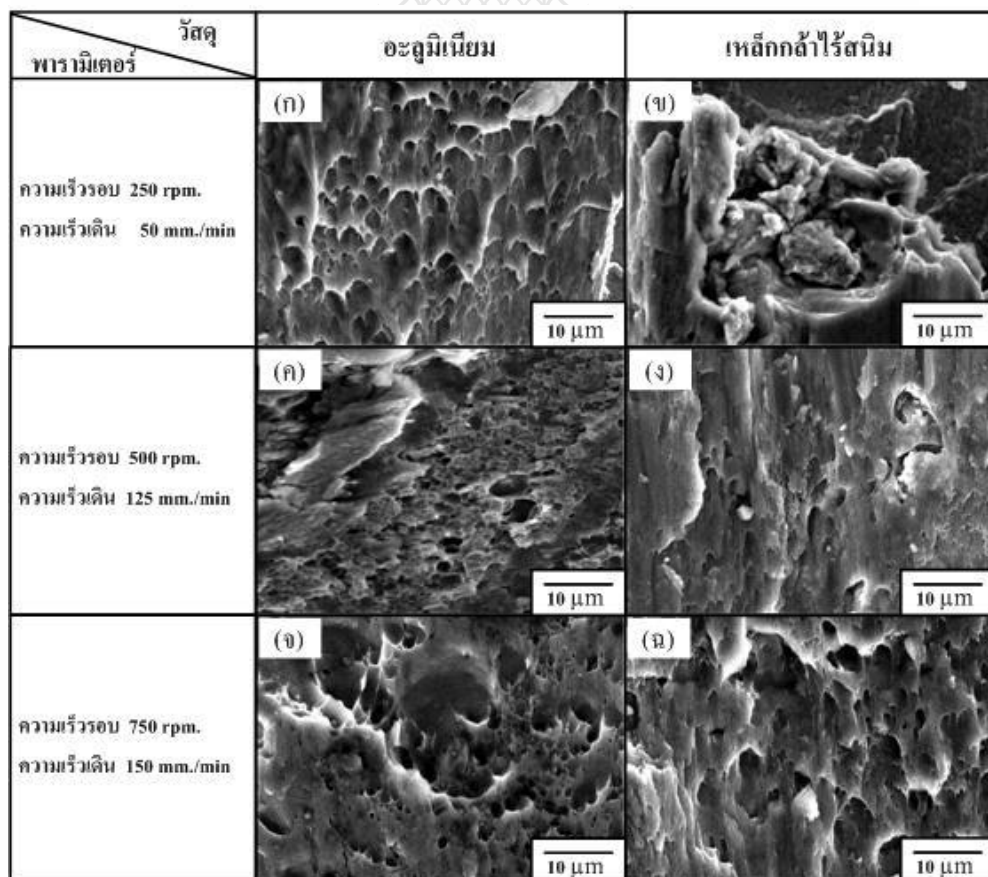 วัสดุ
พารามิเตอร์
อะลูมิเนียม
เหล็กกล้าไร้สนิม
ความเร็วรอบ 250 rpm.
ความเร็วเดิน 50 mm./min
(ก)
10 μm
(ข)
10 μm
ความเร็วรอบ 500 rpm.
ความเร็วเดิน 125 mm./min
(ค)
10 μm
(ง)
10 μm
ความเร็วรอบ 750 rpm.
ความเร็วเดิน 150 mm./min
(จ)
10 μm
(ฉ)
10 μm